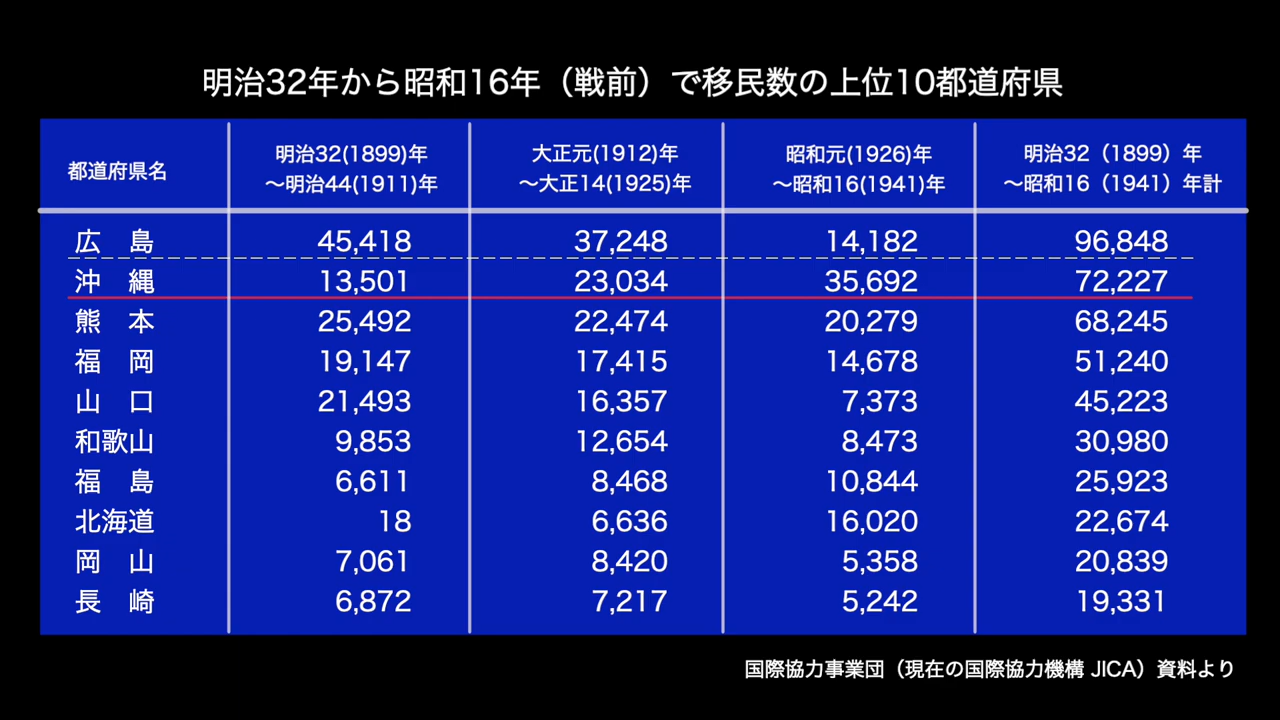 明治32年から昭和16年（戦前）で移民数の上位10都道府県
都道府県名 明治32(1899)年～明治44(1911)年 大正元(1912)年～大正14(1925)年 昭和元(1926)年～昭和16(1941)年 明治32（1899）年～昭和16（1941）年計
広　島 45,418 37,248 14,182 96,848
沖　縄 13,501 23,034 35,692 72,227
熊　本 25,492 22,474 20,279 68,245
福　岡 19,147 17,415 14,678 51,240
山　口 21,493 16,357 7,373 45,223
和歌山 9,853 12,654 8,473 30,980
福　島 6,611 8,468 10,844 25,923
北海道 18 6,636 16,020 22,674
岡　山 7,061 8,420 5,358 20,839
長　崎 6,872 7,217 5,242 19,331
国際協力事業団（現在の国際協力機構 JICA）資料より